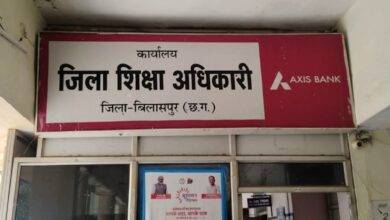 कार्यालय
जिला शिक्षा अधिकारी
जिला-बिलासपुर (छ.ग.)
AXIS BANK